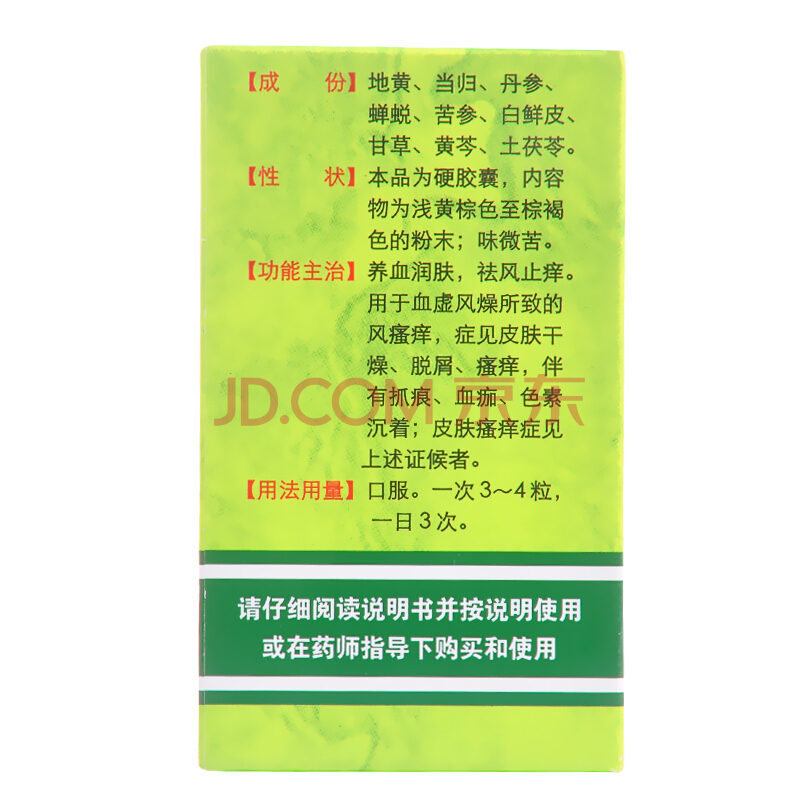 【成　份】地黄、当归、丹参、
蝉蜕、苦参、白鲜皮、
甘草、黄芩、土茯苓。
【性　状】本品为硬胶囊，内容
物为浅黄棕色至棕褐
色的粉末；味微苦。
【功能主治】养血润肤，祛风止痒。
用于血虚风燥所致的
风瘙痒，症见皮肤干
燥、脱屑、瘙痒，伴
有抓痕、血痂、色素
沉着；皮肤瘙痒症见
上述证候者。
【用法用量】口服。一次3～4粒，
一日3次。
JD.COM 京东
请仔细阅读说明书并按说明使用
或在药师指导下购买和使用